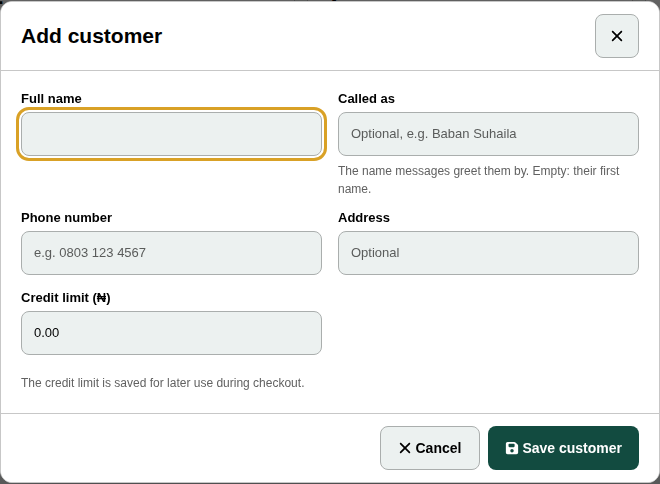 Add customer
Full name
Called as
Optional, e.g. Baban Suhaila
The name messages greet them by. Empty: their first
name.
Phone number
Address
e.g. 0803 123 4567
Optional
Credit limit (₦)
0.00
The credit limit is saved for later use during checkout.
Cancel
Save customer